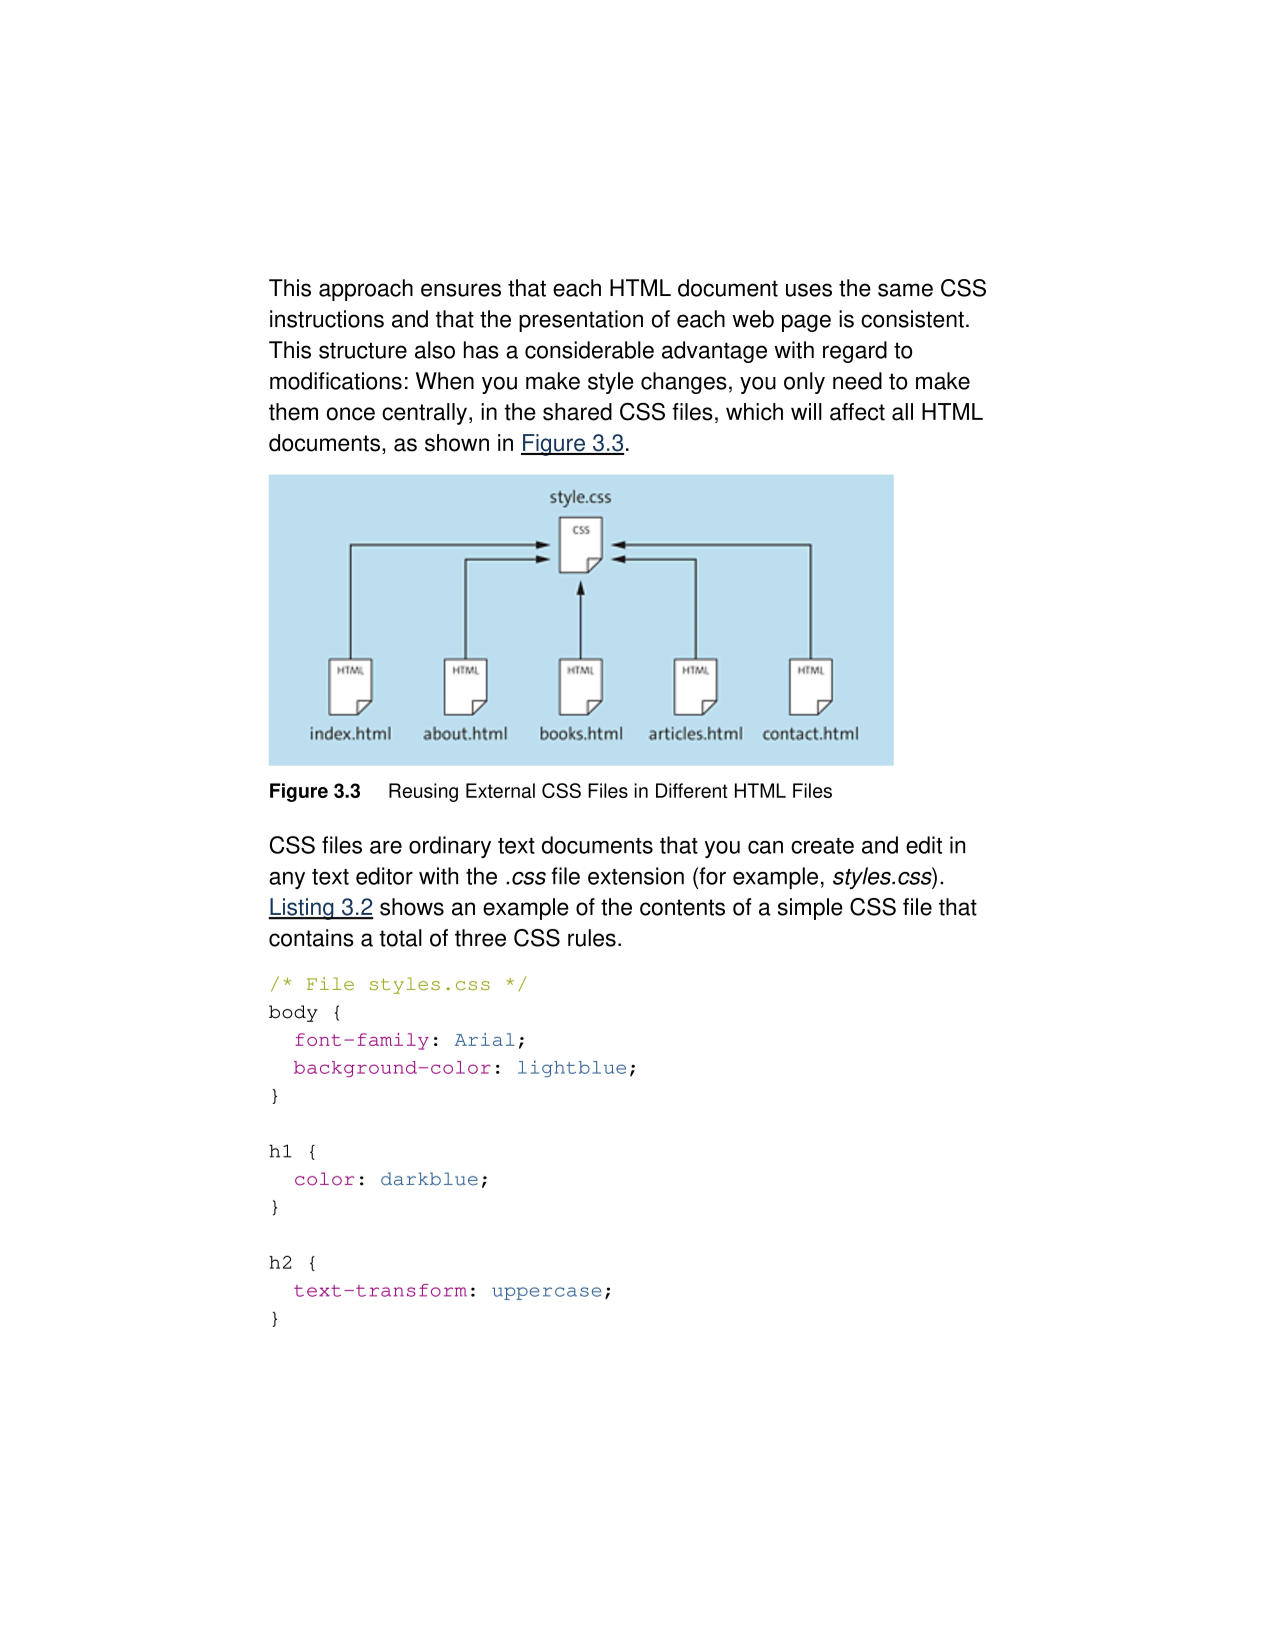 This approach ensures that each HTML document uses the same CSS
instructions and that the presentation of each web page is consistent.
This structure also has a considerable advantage with regard to
modifications: When you make style changes, you only need to make
them once centrally, in the shared CSS files, which will affect all HTML
documents, as shown in Figure 3.3.
style.css
CSS
HTML HTML HTML HTML HTML
index.html about.html books.html articles.html contact.html
Figure 3.3 Reusing External CSS Files in Different HTML Files
CSS files are ordinary text documents that you can create and edit in
any text editor with the .css file extension (for example, styles.css).
Listing 3.2 shows an example of the contents of a simple CSS file that
contains a total of three CSS rules.
/* File styles.css */
body {
  font-family: Arial;
  background-color: lightblue;
}
h1 {
  color: darkblue;
}
h2 {
  text-transform: uppercase;
}